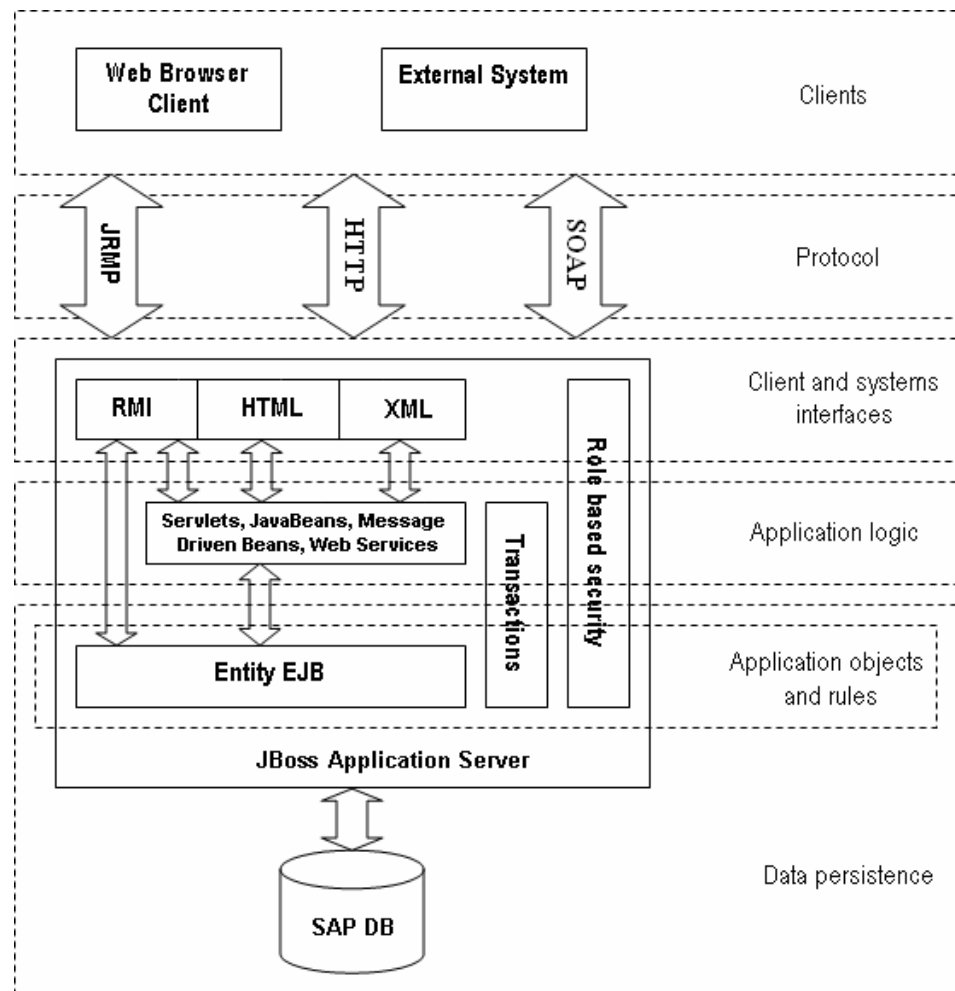 Web Browser
Client
External System
Clients
JRMP
HTTP
SOAP
Protocol
RMI
HTML
XML
Client and systems
interfaces
Role based security
Servlets, JavaBeans, Message
Driven Beans, Web Services
Transactions
Application logic
Entity EJB
Application objects
and rules
JBoss Application Server
SAP DB
Data persistence